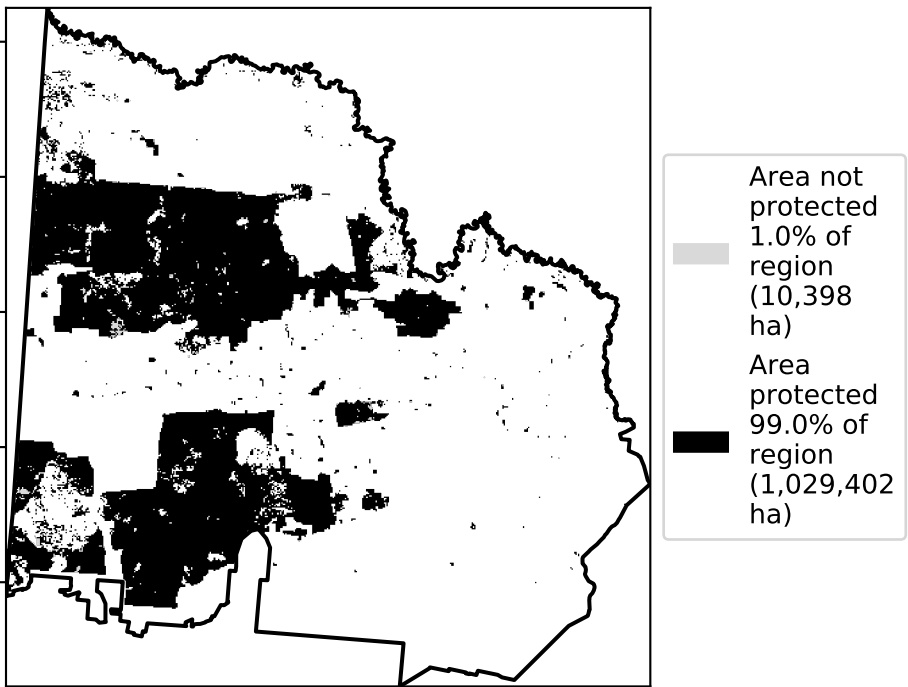 Area not
protected
1.0% of
region
(10,398
ha)
Area
protected
99.0% of
region
(1,029,402
ha)